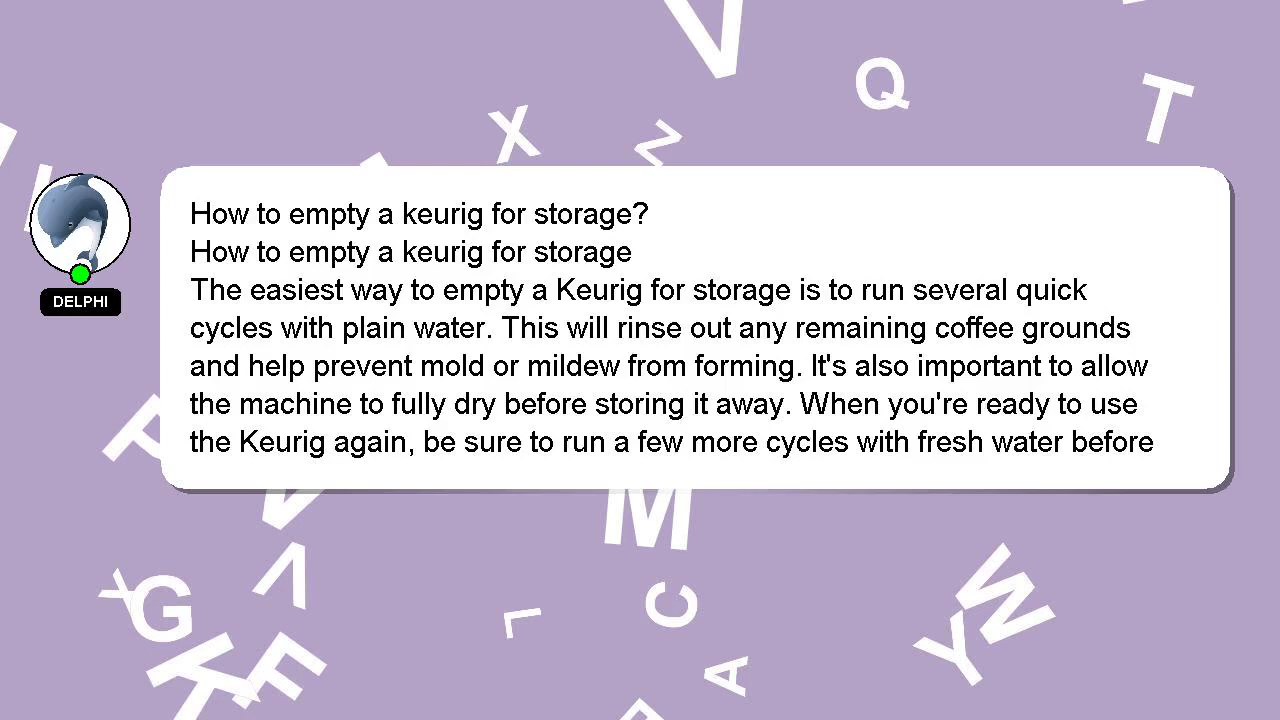 How to empty a keurig for storage?
How to empty a keurig for storage
The easiest way to empty a Keurig for storage is to run several quick
cycles with plain water. This will rinse out any remaining coffee grounds
and help prevent mold or mildew from forming. It's also important to allow
the machine to fully dry before storing it away. When you're ready to use
the Keurig again, be sure to run a few more cycles with fresh water before
DELPHI
V
Q
T
X
Z
P
V
M
V
X
G
L
C
W
Y
K
F
A